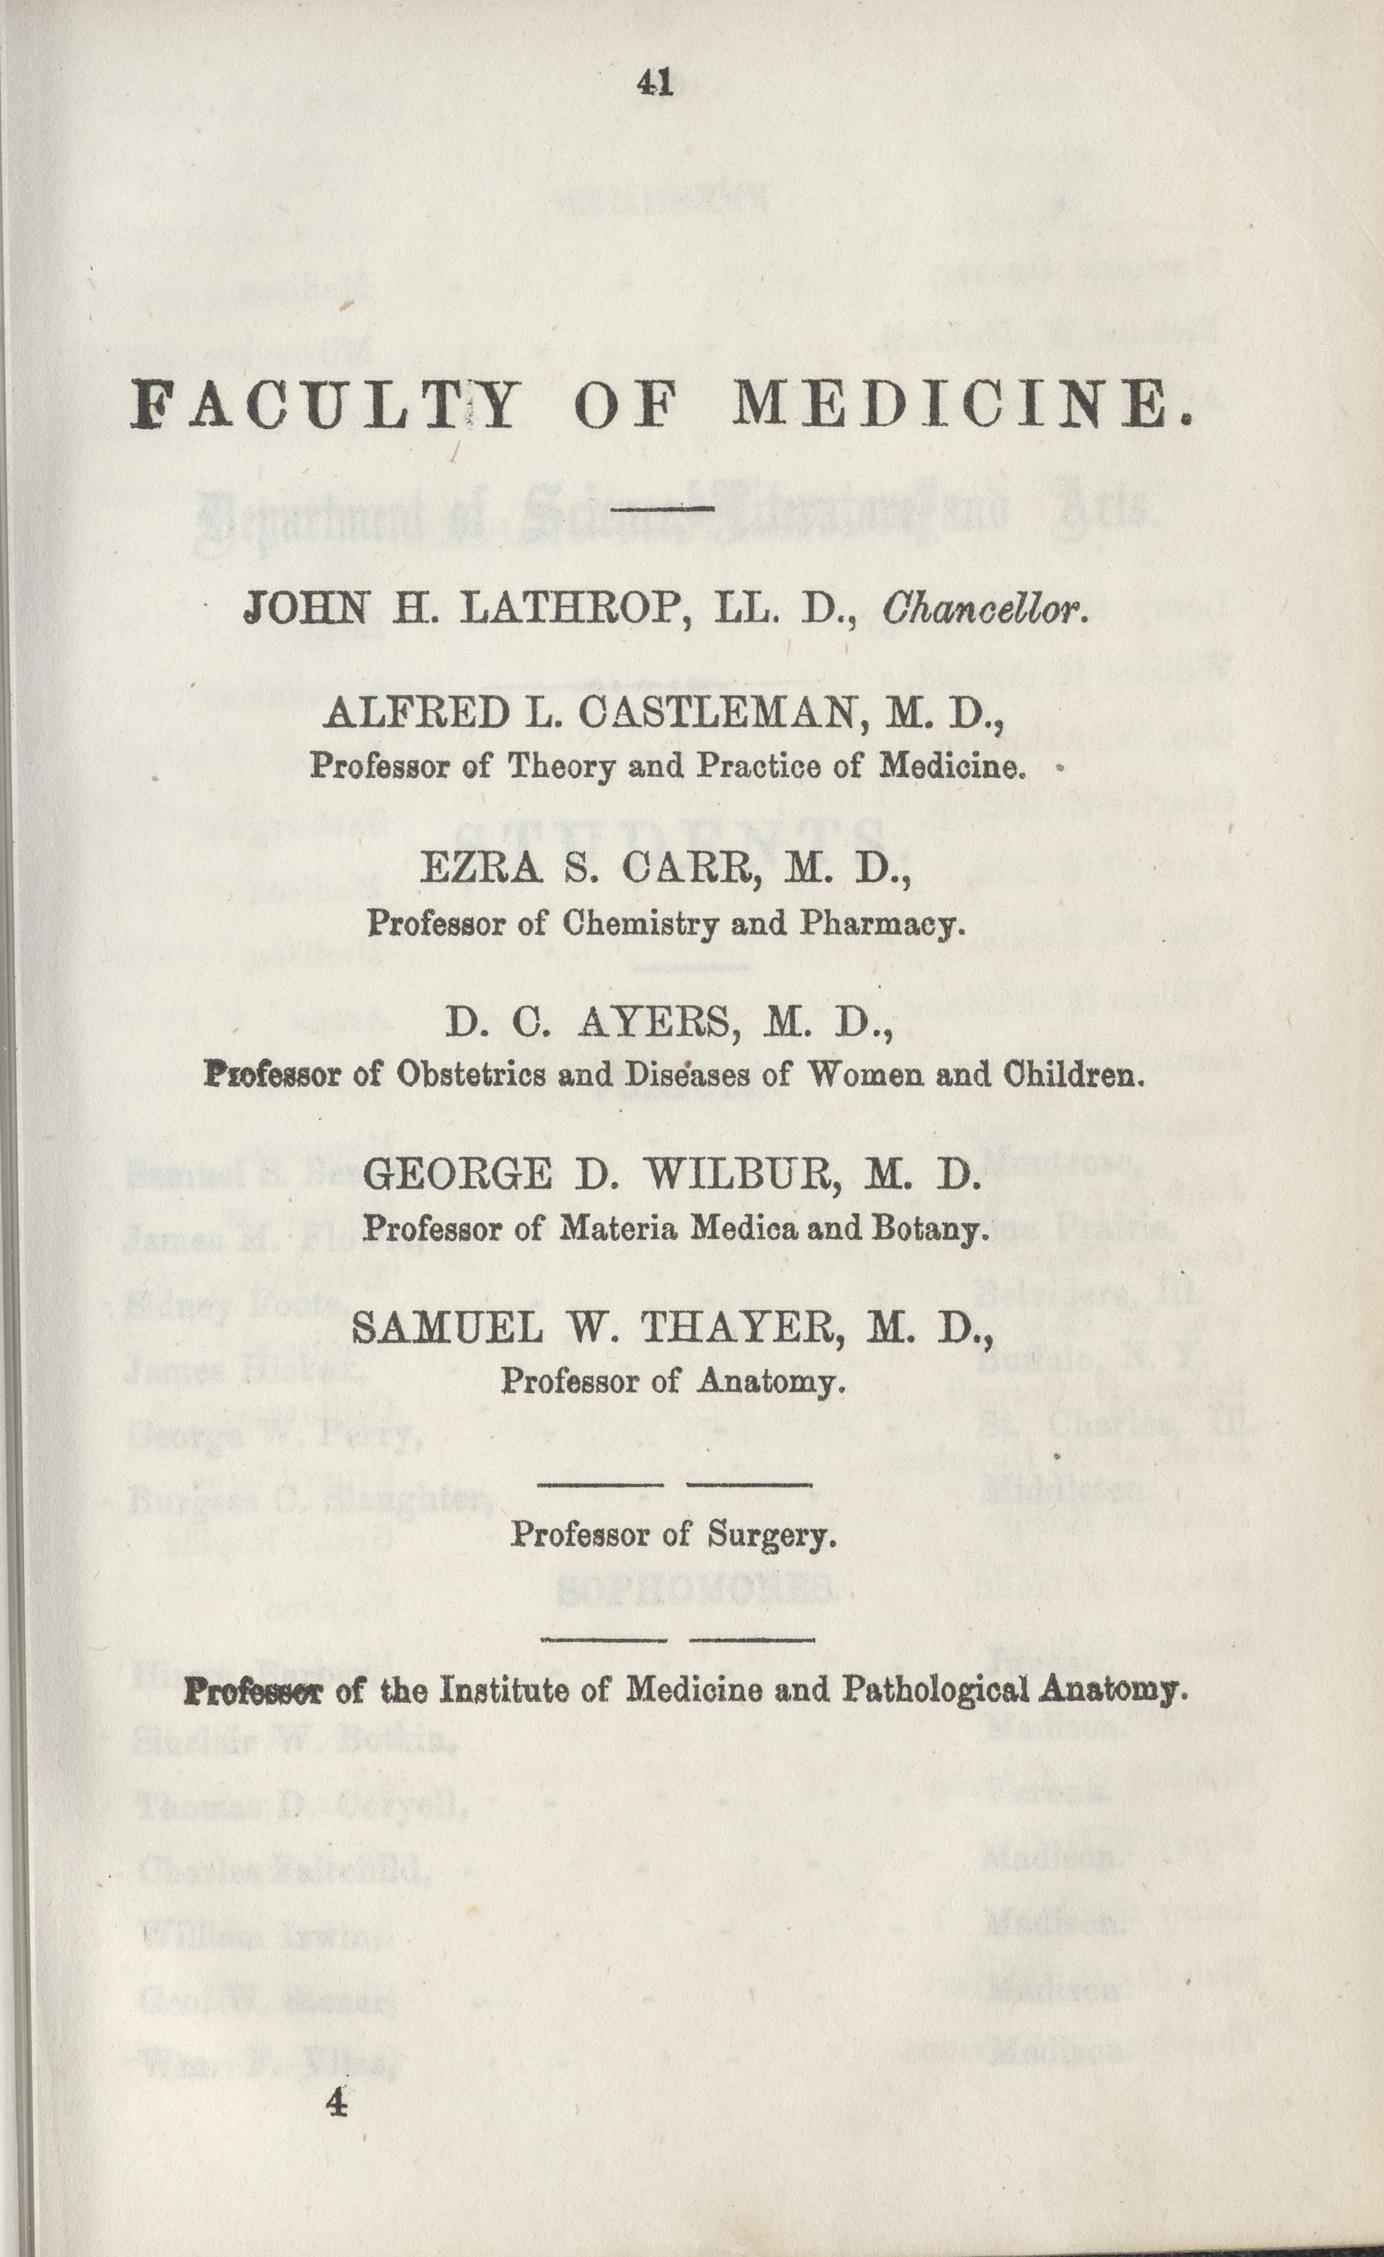 41
FACULTY OF MEDICINE.
JOHN H. LATHROP, LL. D., Chancellor.
ALFRED L. CASTLEMAN, M. D.,
Professor of Theory and Practice of Medicine.
EZRA S. CARR, M. D.,
Professor of Chemistry and Pharmacy.
D. C. AYERS, M. D.,
Professor of Obstetrics and Diseases of Women and Children.
GEORGE D. WILBUR, M. D.
Professor of Materia Medica and Botany.
SAMUEL W. THAYER, M. D.,
Professor of Anatomy.
Professor of Surgery.
Professor of the Institute of Medicine and Pathological Anatomy.
4